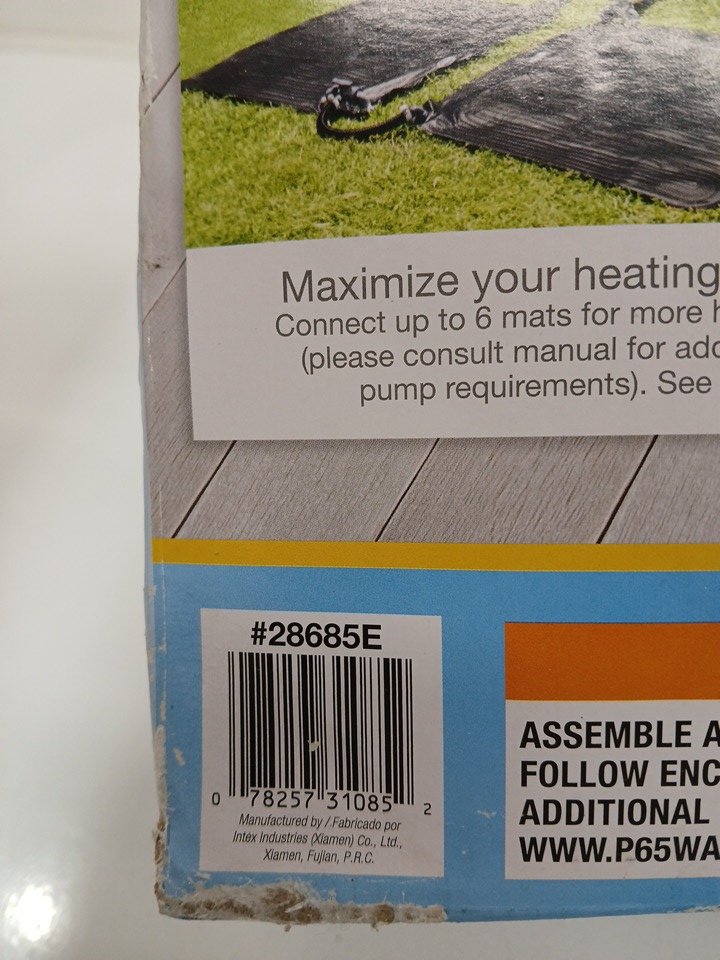 Maximize your heating
Connect up to 6 mats for more h
(please consult manual for add
pump requirements). See
#28685E
0 78257 31085 2
Manufactured by / Fabricado por
Intex Industries (Xiamen) Co., Ltd.,
Xiamen, Fujian, P.R.C.
ASSEMBLE A
FOLLOW ENC
ADDITIONAL
WWW.P65WA